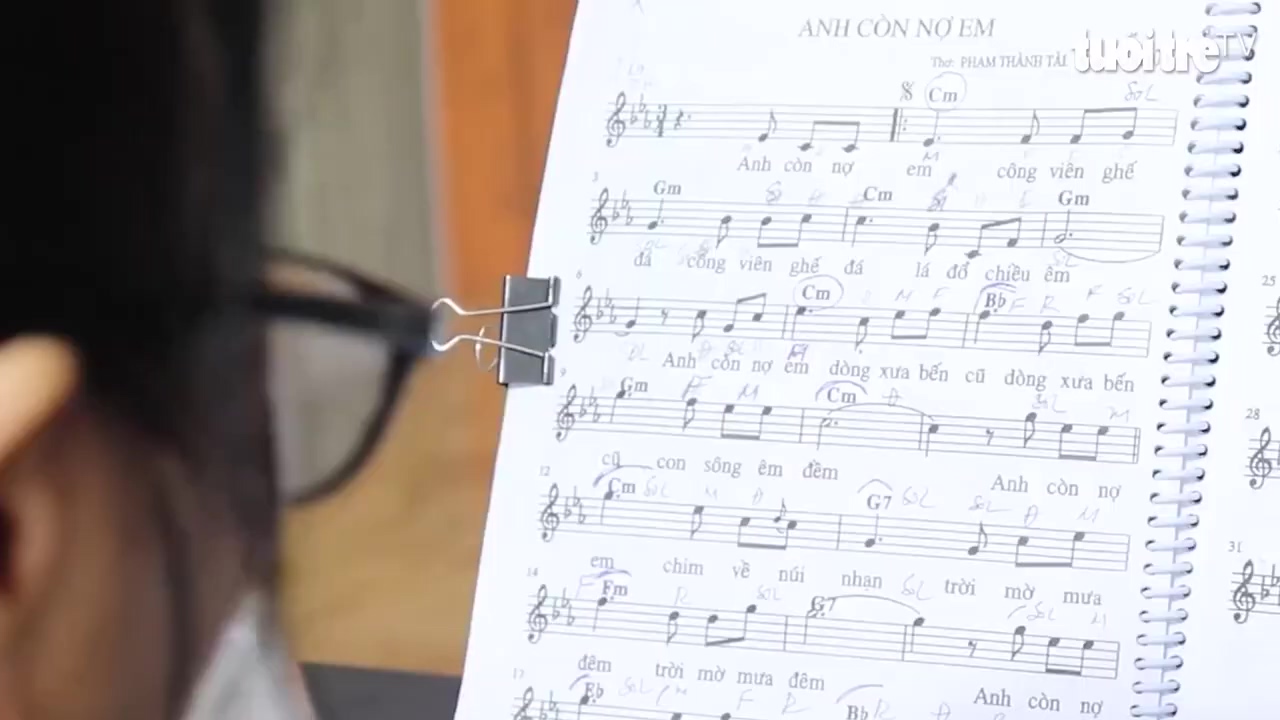 ANH CÒN NỢ EM
Thơ: PHẠM THÀNH TÀI
tuoitre TV
Cm SOL
Anh còn nợ em công viên ghế
3
Gm Cm Gm
đá công viên ghế đá lá đổ chiều êm
6
Cm Bb
Anh còn nợ em dòng xưa bến cũ dòng xưa bến
9
Gm Cm
cũ con sông êm đềm Anh còn nợ
12
Cm G7
em chim về núi nhạn trời mờ mưa
14
Fm G7
đêm trời mờ mưa đêm Anh còn nợ
17
Eb Bb
25
28
31